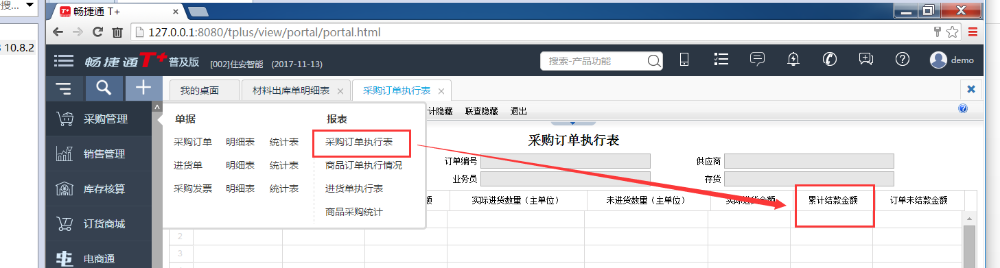 搜...
10.8.2
畅捷通 T+
127.0.0.1:8080/tplus/view/portal/portal.html
畅捷通T+ 普及版 [002]住安智能 (2017-11-13) 搜索-产品功能 demo
我的桌面 材料出库单明细表 采购订单执行表
计隐藏 联查隐藏 退出
采购管理
销售管理
库存核算
订货商城
电商通
单据 报表
采购订单 明细表 统计表 采购订单执行表
进货单 明细表 统计表 商品订单执行情况
采购发票 明细表 统计表 进货单执行表
商品采购统计
采购订单执行表
订单编号 供应商
业务员 存货
额 实际进货数量（主单位） 未进货数量（主单位） 实际进货金额 累计结款金额 订单未结款金额
2
3